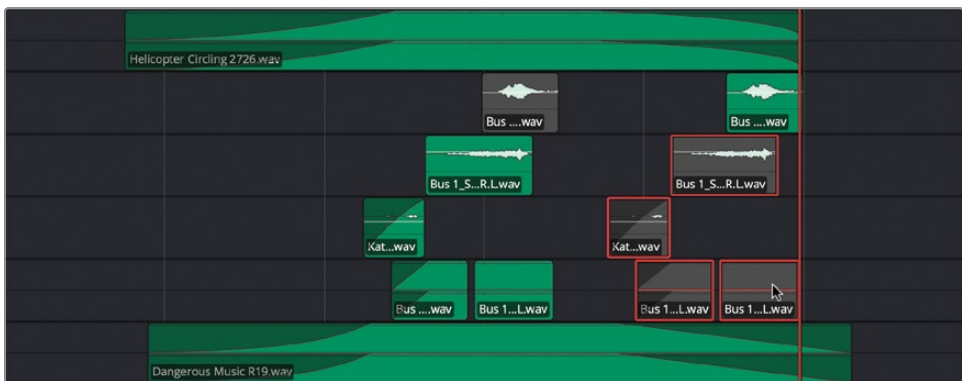 Helicopter Circling 2726.wav
Bus ....wav
Bus ....wav
Bus 1_S...R.L.wav
Bus 1_S...R.L.wav
Kat...wav
Kat...wav
Bus ....wav
Bus 1...L.wav
Bus 1...L.wav
Bus 1...L.wav
Dangerous Music R19.wav